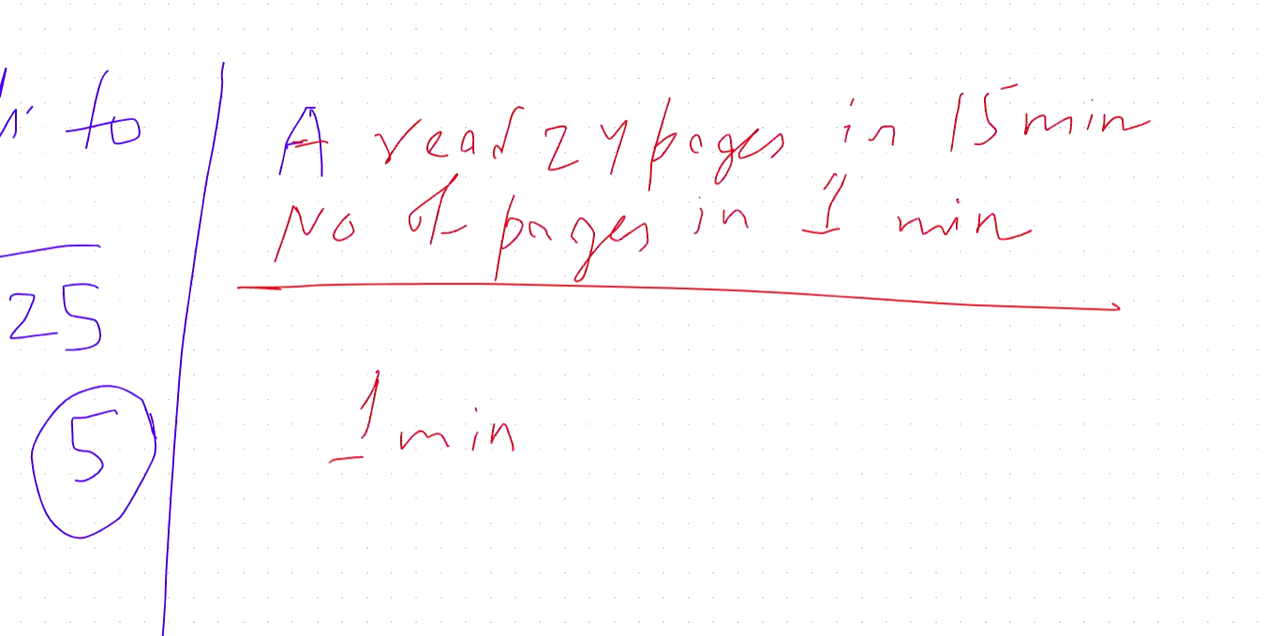 to
A read 24 pages in 15 min
No of pages in 1 min
25
1 min
5